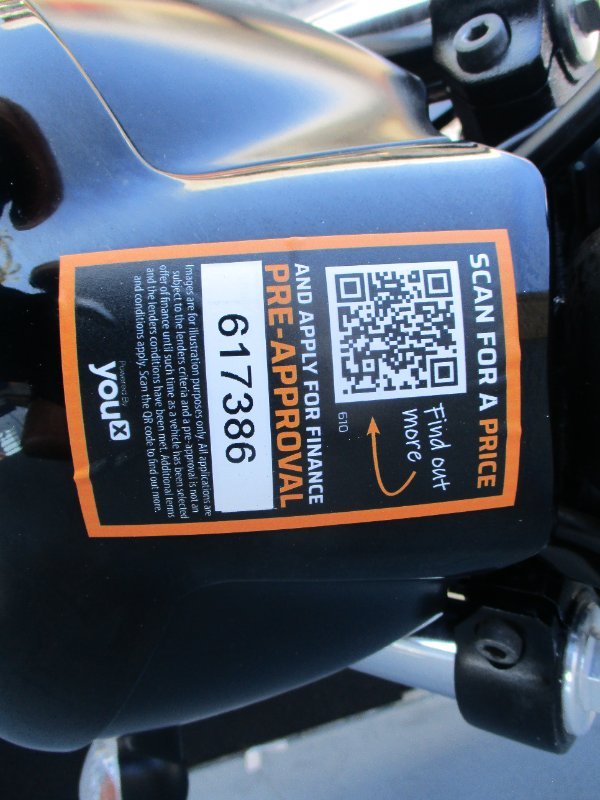 SCAN FOR A PRICE
Find out
more
610
AND APPLY FOR FINANCE
PRE-APPROVAL
617386
Images are for illustration purposes only. All applications are
subject to the lenders criteria and a pre-approval is not an
offer of finance until such time as a vehicle has been selected
and the lenders conditions have been met. Additional terms
and conditions apply. Scan the QR code to find out more.
Powered By
youX